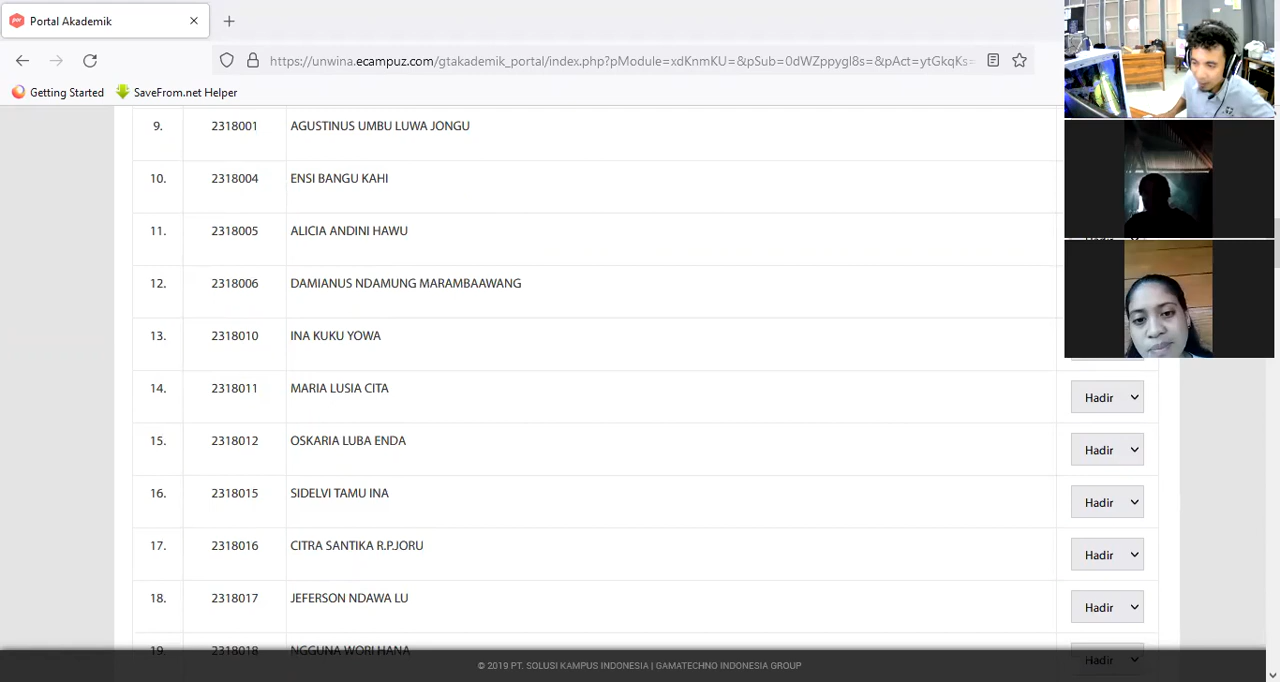 Portal Akademik
https://unwina.ecampuz.com/gtakademik_portal/index.php?pModule=xdKnmKU=&pSub=0dWZppygl8s=&pAct=ytGkqKs=
Getting Started SaveFrom.net Helper
9. 2318001 AGUSTINUS UMBU LUWA JONGU
10. 2318004 ENSI BANGU KAHI
11. 2318005 ALICIA ANDINI HAWU
12. 2318006 DAMIANUS NDAMUNG MARAMBAAWANG
13. 2318010 INA KUKU YOWA
14. 2318011 MARIA LUSIA CITA Hadir
15. 2318012 OSKARIA LUBA ENDA Hadir
16. 2318015 SIDELVI TAMU INA Hadir
17. 2318016 CITRA SANTIKA R.P.JORU Hadir
18. 2318017 JEFERSON NDAWA LU Hadir
19. 2318018 NGGUNA WORI HANA Hadir
© 2019 PT. SOLUSI KAMPUS INDONESIA | GAMATECHNO INDONESIA GROUP